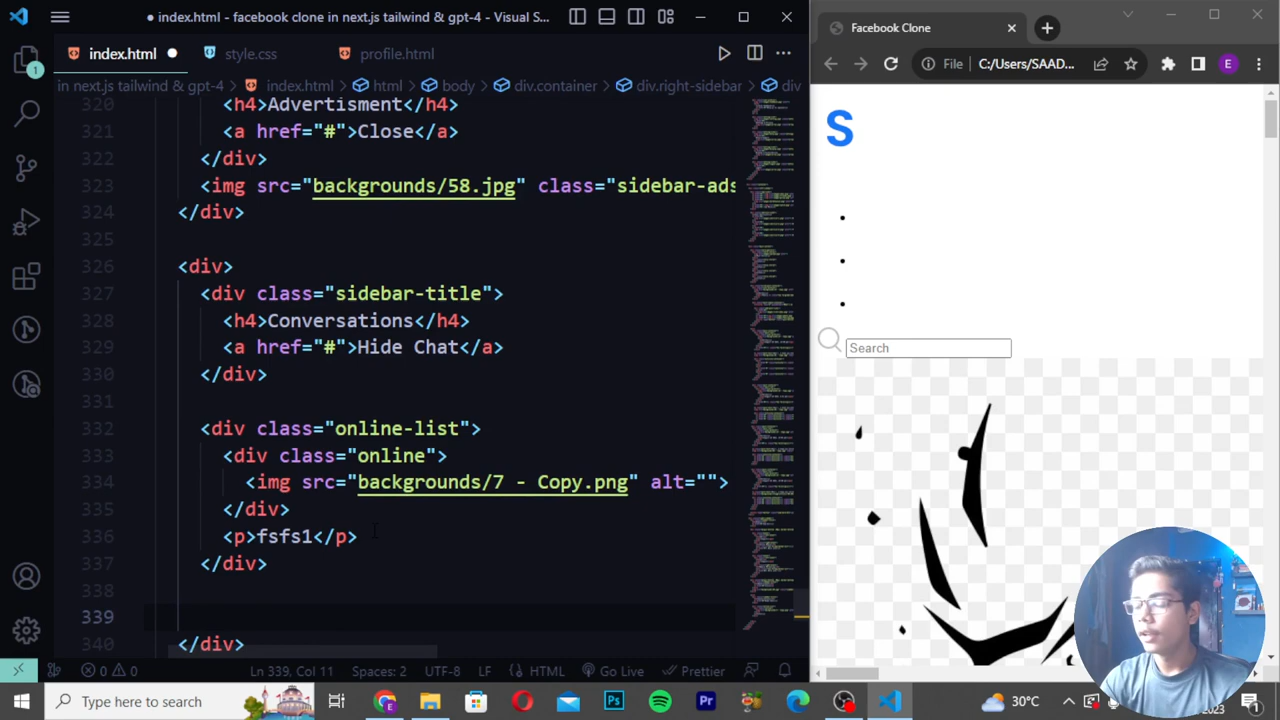 index.html - facebook clone in next.js tailwind & gpt-4 - Visual S...
index.html
style.css
profile.html
in next.js tailwind & gpt-4 > index.html > html > body > div.container > div.right-sidebar > div
320 <h4>Advertisment</h4>
321 <a href="#">Close</a>
322 </div>
323 <img src="backgrounds/58.jpg" class="sidebar-ads
324 </div>
325
326 <div>
327 <div class="sidebar-title">
328 <h4>Converstions</h4>
329 <a href="#">Hide Chat</a>
330 </div>
331
332 <div class="online-list">
333 <div class="online">
334 <img src="backgrounds/7 - Copy.png" alt="">
335 </div>
336 <p>fsfs1</p>
337 </div>
338
339
340 </div>
1
0 0
Ln 339, Col 11
Spaces: 2
UTF-8
LF
HTML
Go Live
Prettier
Facebook Clone
File
C:/Users/SAAD...
E
S
Search
Type here to search
30°C
2023
1